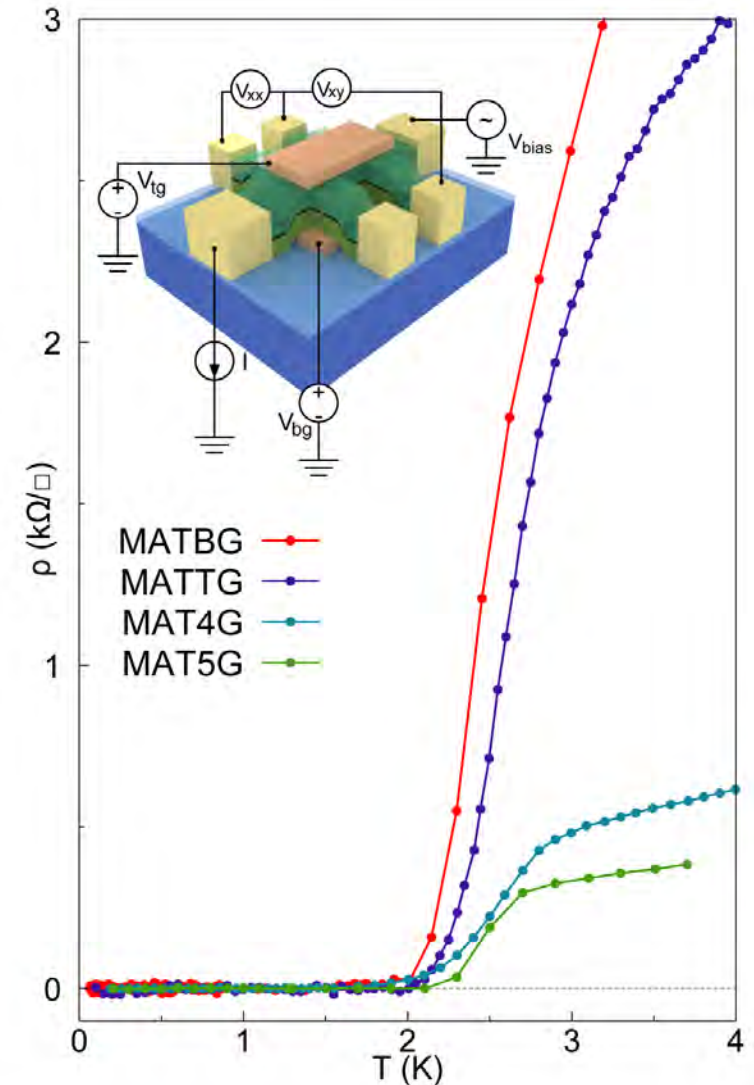 3
2
1
0
ρ (kΩ/□)
Vxx
Vxy
~
Vbias
Vtg
+
-
I
+
-
Vbg
MATBG
MATTG
MAT4G
MAT5G
0 1 2 3 4
T (K)